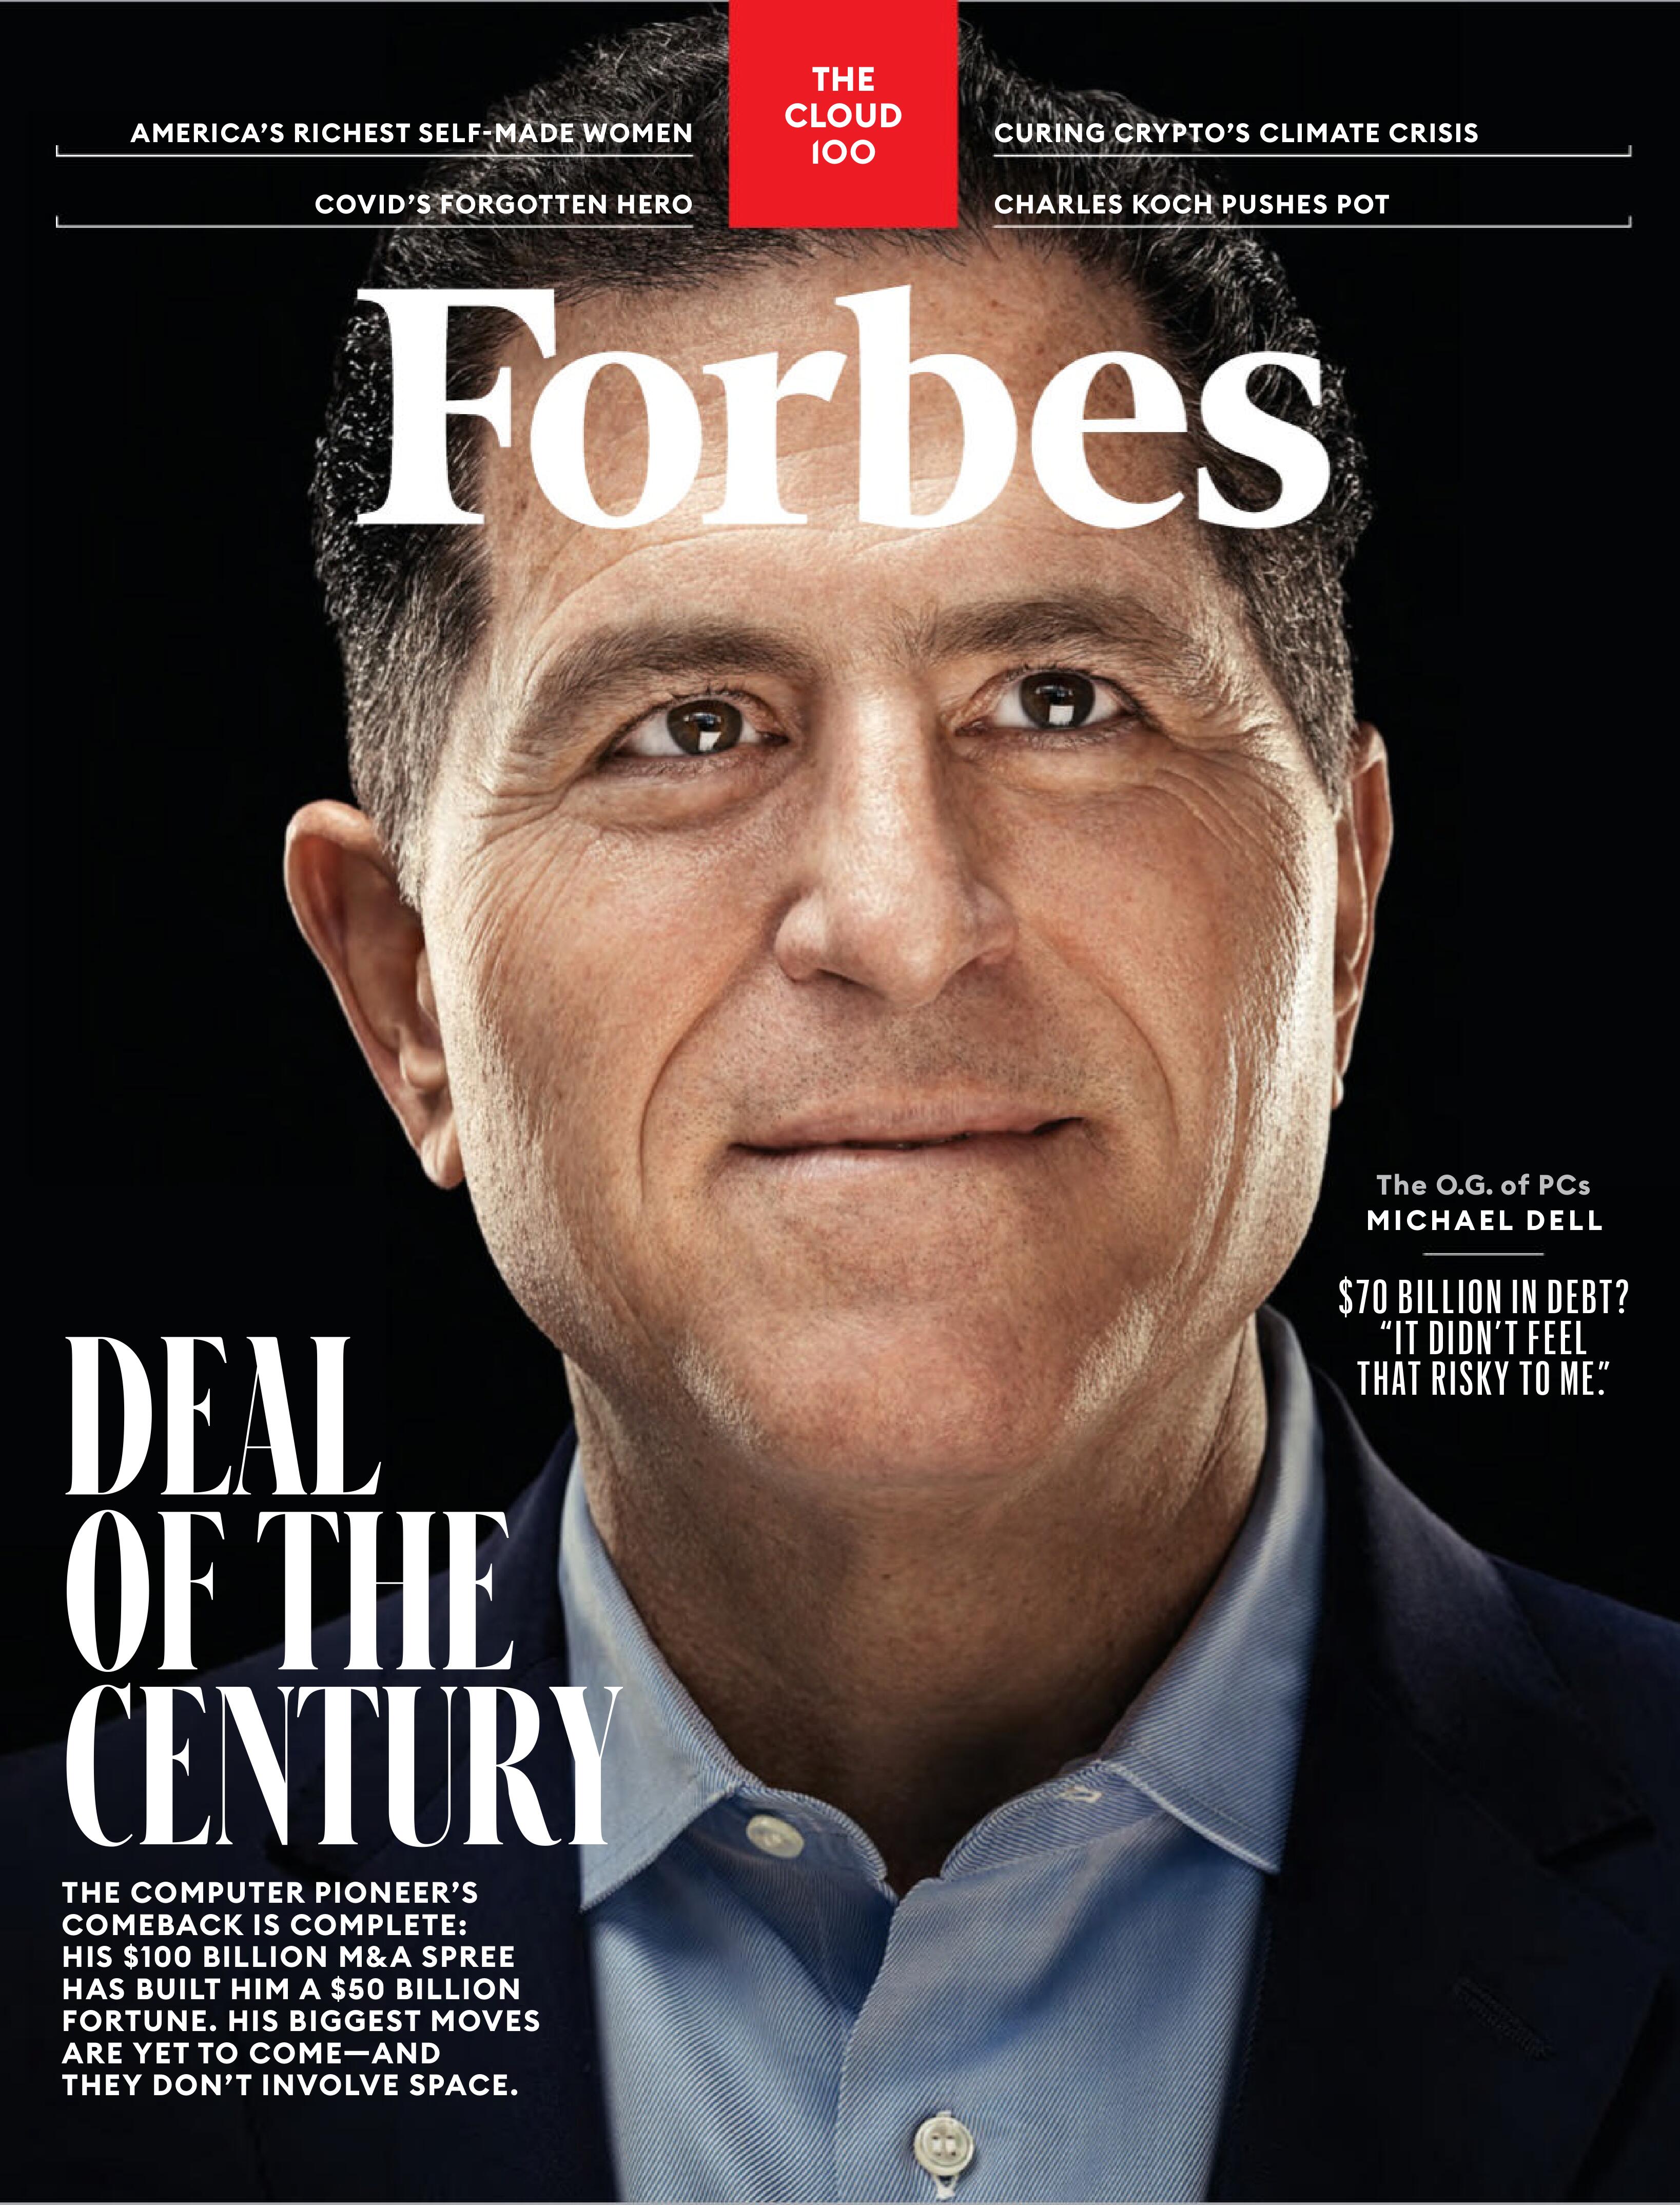 THE
CLOUD
100
AMERICA'S RICHEST SELF-MADE WOMEN
COVID'S FORGOTTEN HERO
CURING CRYPTO'S CLIMATE CRISIS
CHARLES KOCH PUSHES POT
Forbes
The O.G. of PCs
MICHAEL DELL
$70 BILLION IN DEBT?
“IT DIDN'T FEEL
THAT RISKY TO ME.”
DEAL
OF THE
CENTURY
THE COMPUTER PIONEER'S
COMEBACK IS COMPLETE:
HIS $100 BILLION M&A SPREE
HAS BUILT HIM A $50 BILLION
FORTUNE. HIS BIGGEST MOVES
ARE YET TO COME—AND
THEY DON'T INVOLVE SPACE.